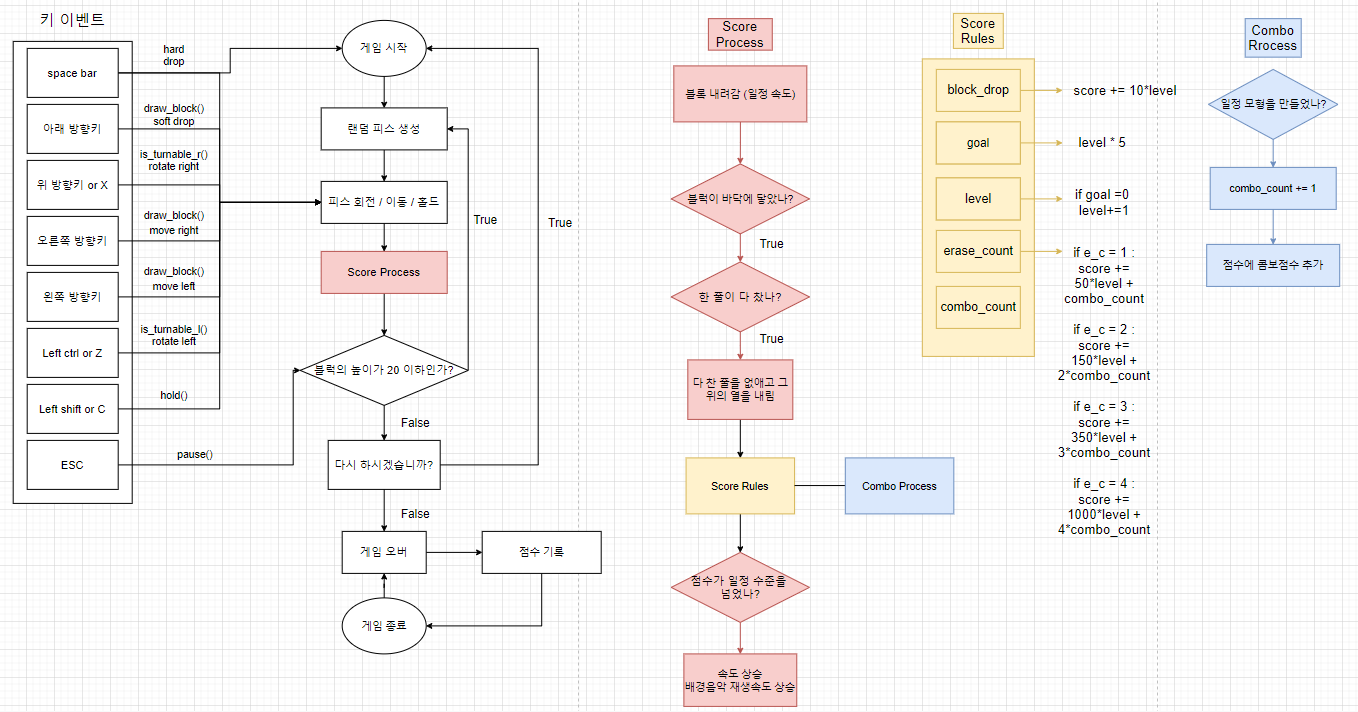 키 이벤트
space bar
아래 방향키
위 방향키 or X
오른쪽 방향키
왼쪽 방향키
Left ctrl or Z
Left shift or C
ESC
hard
drop
draw_block()
soft drop
is_turnable_r()
rotate right
draw_block()
move right
draw_block()
move left
is_turnable_l()
rotate left
hold()
pause()
게임 시작
랜덤 피스 생성
피스 회전 / 이동 / 홀드
Score Process
블럭의 높이가 20 이하인가?
True
True
False
다시 하시겠습니까?
False
게임 오버
점수 기록
게임 종료
Score
Process
블록 내려감 (일정 속도)
블럭이 바닥에 닿았나?
True
한 줄이 다 찼나?
True
다 찬 줄을 없애고 그
위의 열을 내림
Score Rules
Combo Process
점수가 일정 수준을
넘었나?
속도 상승
배경음악 재생속도 상승
Score
Rules
block_drop
score += 10*level
goal
level * 5
level
if goal =0
level+=1
erase_count
combo_count
if e_c = 1 :
score +=
50*level +
combo_count
if e_c = 2 :
score +=
150*level +
2*combo_count
if e_c = 3 :
score +=
350*level +
3*combo_count
if e_c = 4 :
score +=
1000*level +
4*combo_count
Combo
Rrocess
일정 모형을 만들었나?
combo_count += 1
점수에 콤보점수 추가